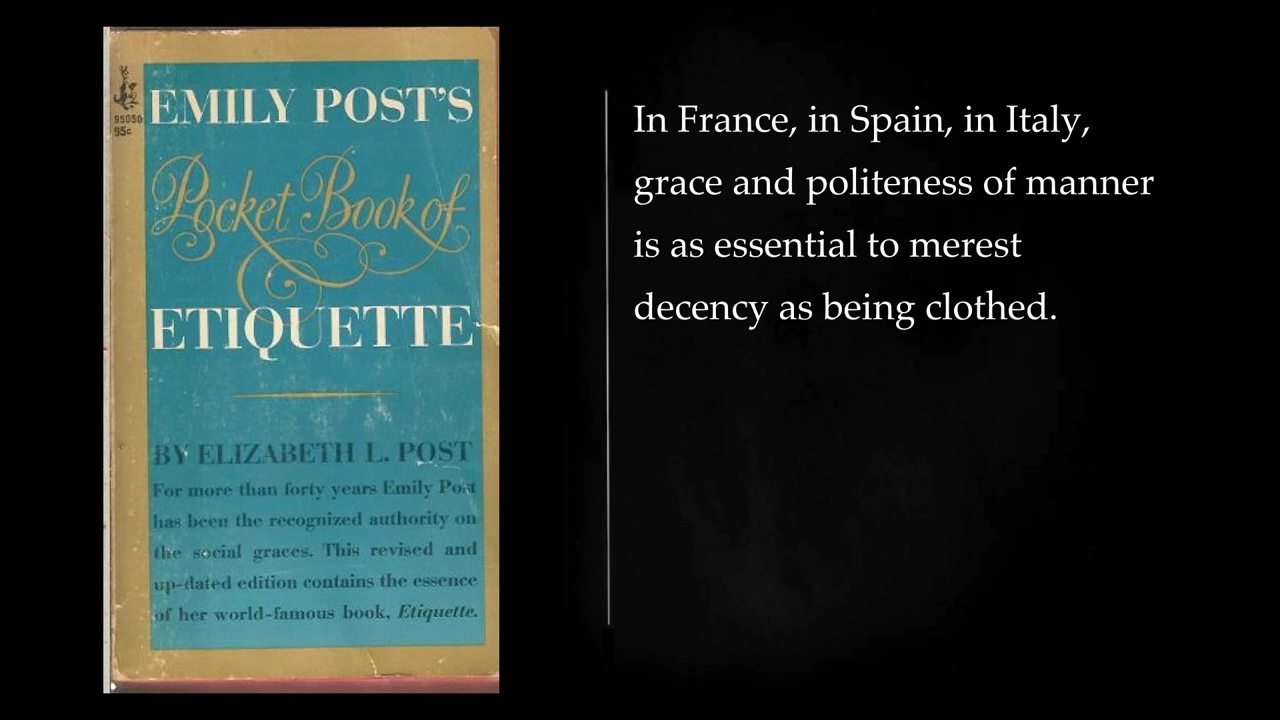 EMILY POST'S
Pocket Book of
ETIQUETTE
95050
95c
BY ELIZABETH L. POST
For more than forty years Emily Post
has been the recognized authority on
the social graces. This revised and
up-dated edition contains the essence
of her world-famous book, Etiquette.
In France, in Spain, in Italy,
grace and politeness of manner
is as essential to merest
decency as being clothed.